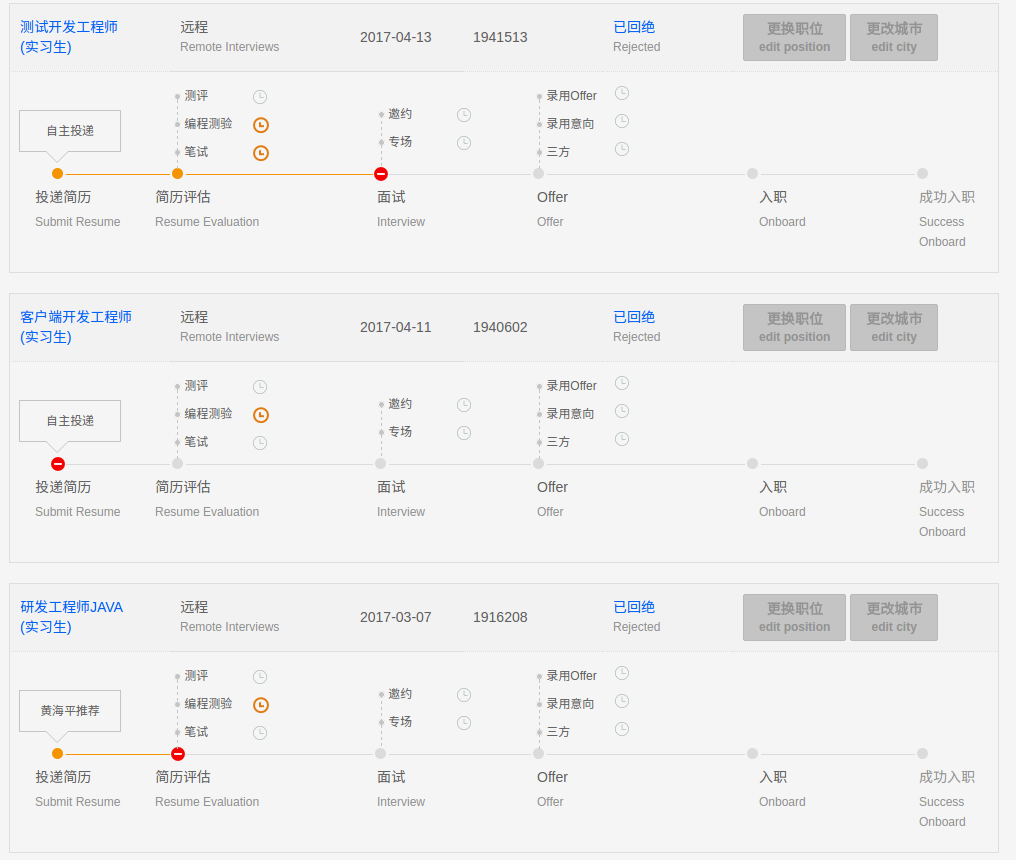 测试开发工程师 远程 2017-04-13 1941513 已回绝 更换职位 更改城市
(实习生) Remote Interviews Rejected edit position edit city
测评 录用Offer
邀约
自主投递 编程测验 录用意向
专场
笔试 三方
投递简历 简历评估 面试 Offer 入职 成功入职
Submit Resume Resume Evaluation Interview Offer Onboard Success
Onboard
客户端开发工程师 远程 2017-04-11 1940602 已回绝 更换职位 更改城市
(实习生) Remote Interviews Rejected edit position edit city
测评 录用Offer
邀约
自主投递 编程测验 录用意向
专场
笔试 三方
投递简历 简历评估 面试 Offer 入职 成功入职
Submit Resume Resume Evaluation Interview Offer Onboard Success
Onboard
研发工程师JAVA 远程 2017-03-07 1916208 已回绝 更换职位 更改城市
(实习生) Remote Interviews Rejected edit position edit city
测评 录用Offer
邀约
黄海平推荐 编程测验 录用意向
专场
笔试 三方
投递简历 简历评估 面试 Offer 入职 成功入职
Submit Resume Resume Evaluation Interview Offer Onboard Success
Onboard